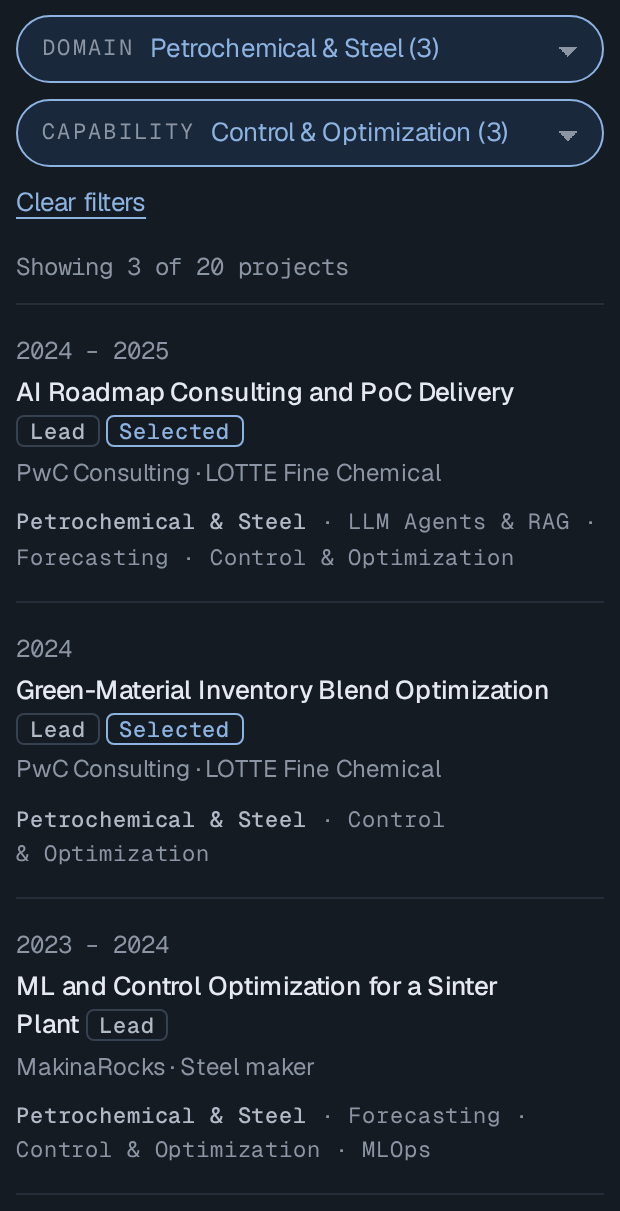 DOMAIN Petrochemical & Steel (3)
CAPABILITY Control & Optimization (3)
Clear filters
Showing 3 of 20 projects
2024 – 2025
AI Roadmap Consulting and PoC Delivery
Lead Selected
PwC Consulting · LOTTE Fine Chemical
Petrochemical & Steel · LLM Agents & RAG ·
Forecasting · Control & Optimization
2024
Green-Material Inventory Blend Optimization
Lead Selected
PwC Consulting · LOTTE Fine Chemical
Petrochemical & Steel · Control
& Optimization
2023 – 2024
ML and Control Optimization for a Sinter
Plant Lead
MakinaRocks · Steel maker
Petrochemical & Steel · Forecasting ·
Control & Optimization · MLOps